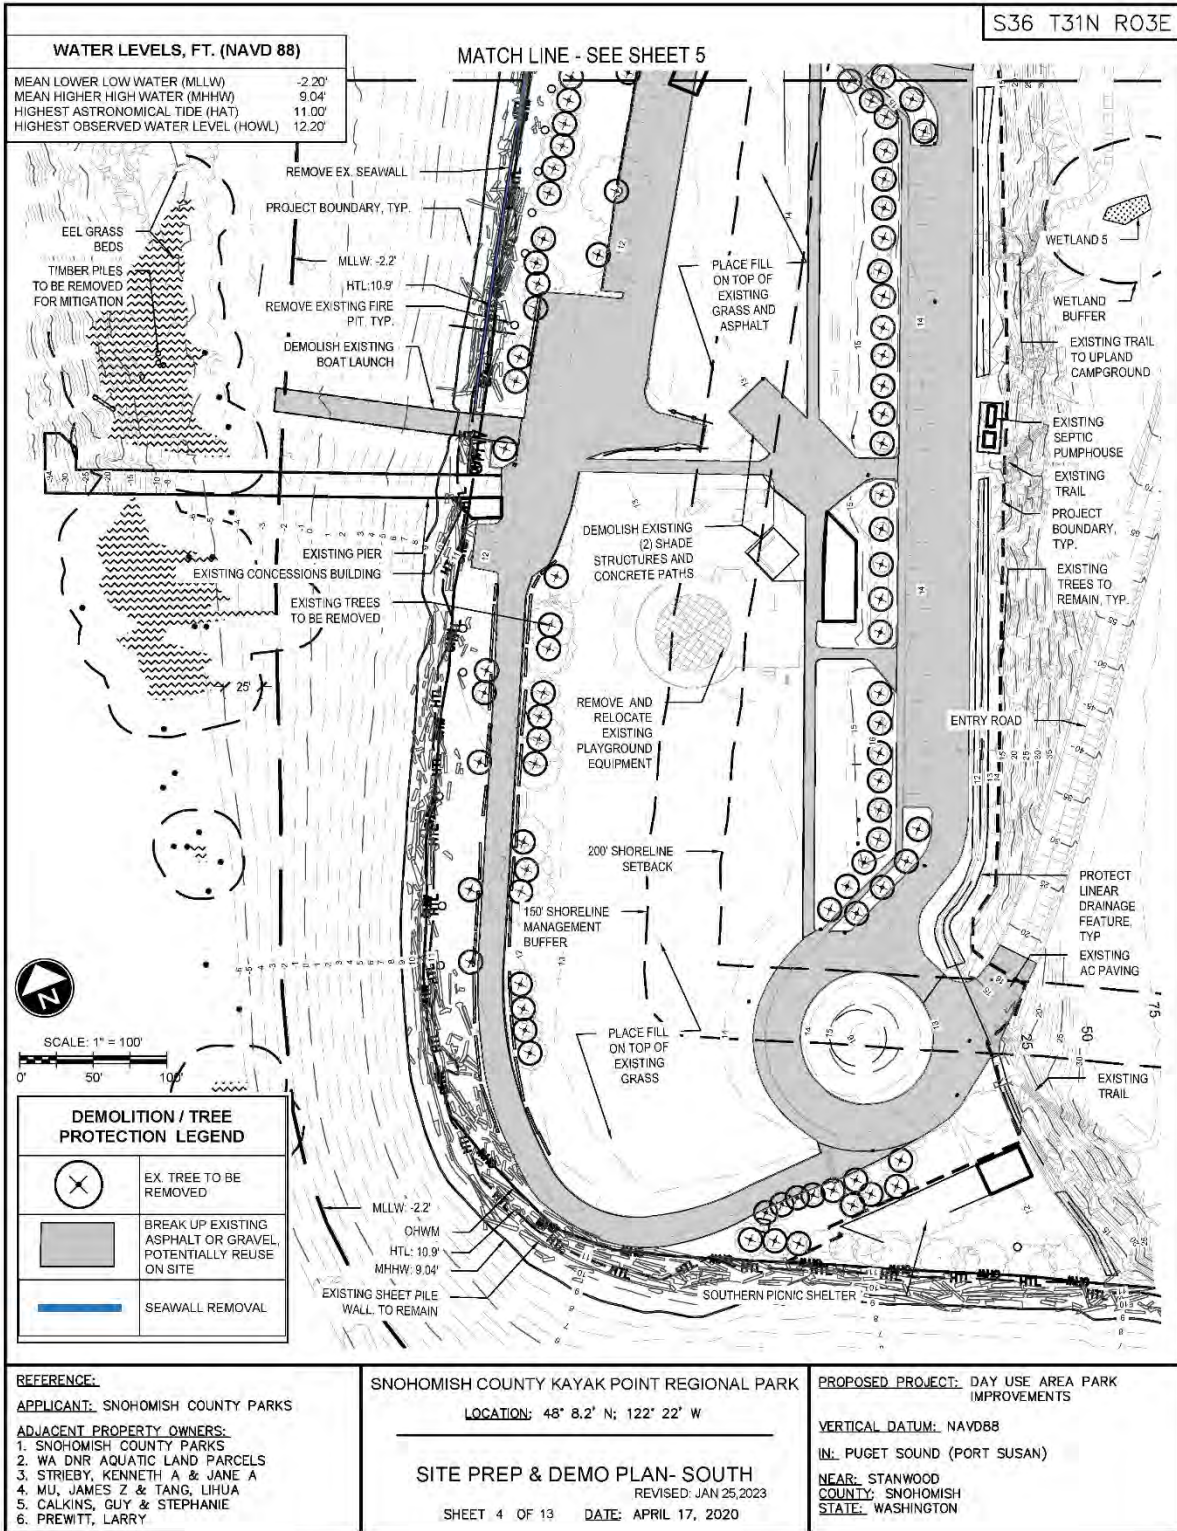 S36 T31N R03E
WATER LEVELS, FT. (NAVD 88)
MEAN LOWER LOW WATER (MLLW) -2.20'
MEAN HIGHER HIGH WATER (MHHW) 9.04'
HIGHEST ASTRONOMICAL TIDE (HAT) 11.00'
HIGHEST OBSERVED WATER LEVEL (HOWL) 12.20'
MATCH LINE - SEE SHEET 5
REMOVE EX. SEAWALL
PROJECT BOUNDARY, TYP.
MLLW: -2.2'
HTL:10.9'
REMOVE EXISTING FIRE
PIT. TYP.
DEMOLISH EXISTING
BOAT LAUNCH
EEL GRASS
BEDS
TIMBER PILES
TO BE REMOVED
FOR MITIGATION
PLACE FILL
ON TOP OF
EXISTING
GRASS AND
ASPHALT
WETLAND 5
WETLAND
BUFFER
EXISTING TRAIL
TO UPLAND
CAMPGROUND
EXISTING
SEPTIC
PUMPHOUSE
EXISTING
TRAIL
PROJECT
BOUNDARY,
TYP.
EXISTING
TREES TO
REMAIN, TYP.
EXISTING PIER
EXISTING CONCESSIONS BUILDING
EXISTING TREES
TO BE REMOVED
DEMOLISH EXISTING
(2) SHADE
STRUCTURES AND
CONCRETE PATHS
25'
REMOVE AND
RELOCATE
EXISTING
PLAYGROUND
EQUIPMENT
ENTRY ROAD
200' SHORELINE
SETBACK
150' SHORELINE
MANAGEMENT
BUFFER
PROTECT
LINEAR
DRAINAGE
FEATURE,
TYP
EXISTING
AC PAVING
PLACE FILL
ON TOP OF
EXISTING
GRASS
EXISTING
TRAIL
N
SCALE: 1" = 100'
0' 50' 100'
DEMOLITION / TREE
PROTECTION LEGEND
EX. TREE TO BE
REMOVED
BREAK UP EXISTING
ASPHALT OR GRAVEL,
POTENTIALLY REUSE
ON SITE
SEAWALL REMOVAL
MLLW: -2.2'
OHWM
HTL: 10.9'
MHHW: 9.04'
EXISTING SHEET PILE
WALL, TO REMAIN
SOUTHERN PICNIC SHELTER
REFERENCE:
APPLICANT: SNOHOMISH COUNTY PARKS
ADJACENT PROPERTY OWNERS:
1. SNOHOMISH COUNTY PARKS
2. WA DNR AQUATIC LAND PARCELS
3. STRIEBY, KENNETH A & JANE A
4. MU, JAMES Z & TANG, LIHUA
5. CALKINS, GUY & STEPHANIE
6. PREWITT, LARRY
SNOHOMISH COUNTY KAYAK POINT REGIONAL PARK
LOCATION: 48° 8.2' N; 122° 22' W
SITE PREP & DEMO PLAN- SOUTH
REVISED: JAN 25,2023
SHEET 4 OF 13 DATE: APRIL 17, 2020
PROPOSED PROJECT: DAY USE AREA PARK
IMPROVEMENTS
VERTICAL DATUM: NAVD88
IN: PUGET SOUND (PORT SUSAN)
NEAR: STANWOOD
COUNTY: SNOHOMISH
STATE: WASHINGTON